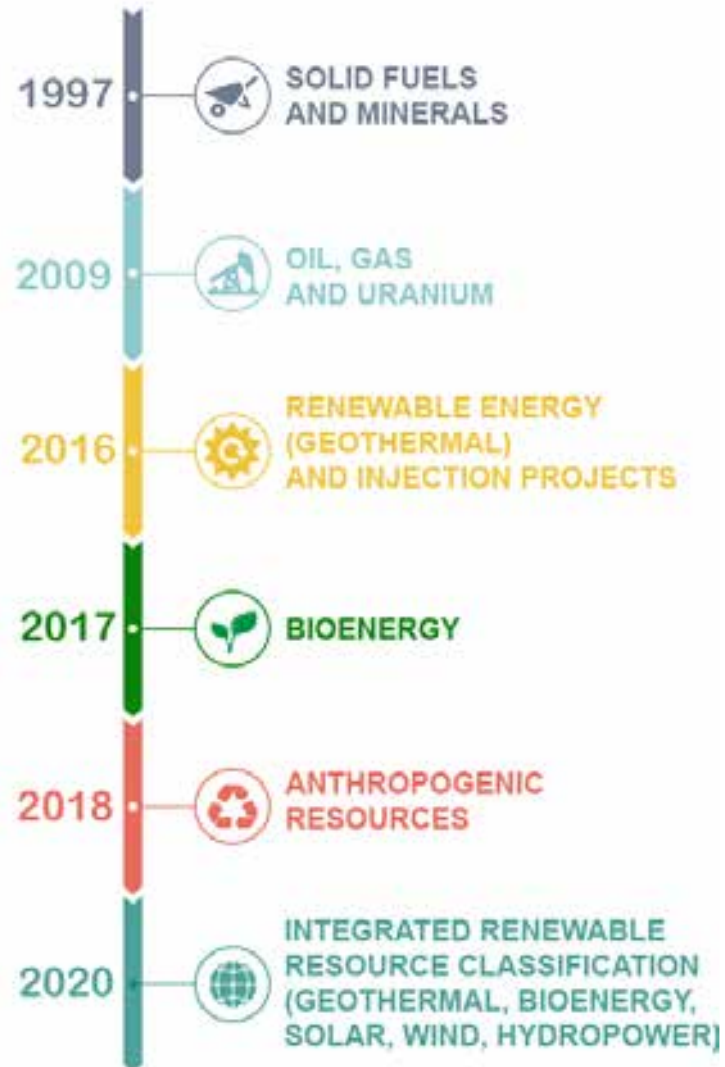 1997
SOLID FUELS
AND MINERALS
2009
OIL, GAS
AND URANIUM
2016
RENEWABLE ENERGY
(GEOTHERMAL)
AND INJECTION PROJECTS
2017
BIOENERGY
2018
ANTHROPOGENIC
RESOURCES
2020
INTEGRATED RENEWABLE
RESOURCE CLASSIFICATION
(GEOTHERMAL, BIOENERGY,
SOLAR, WIND, HYDROPOWER)